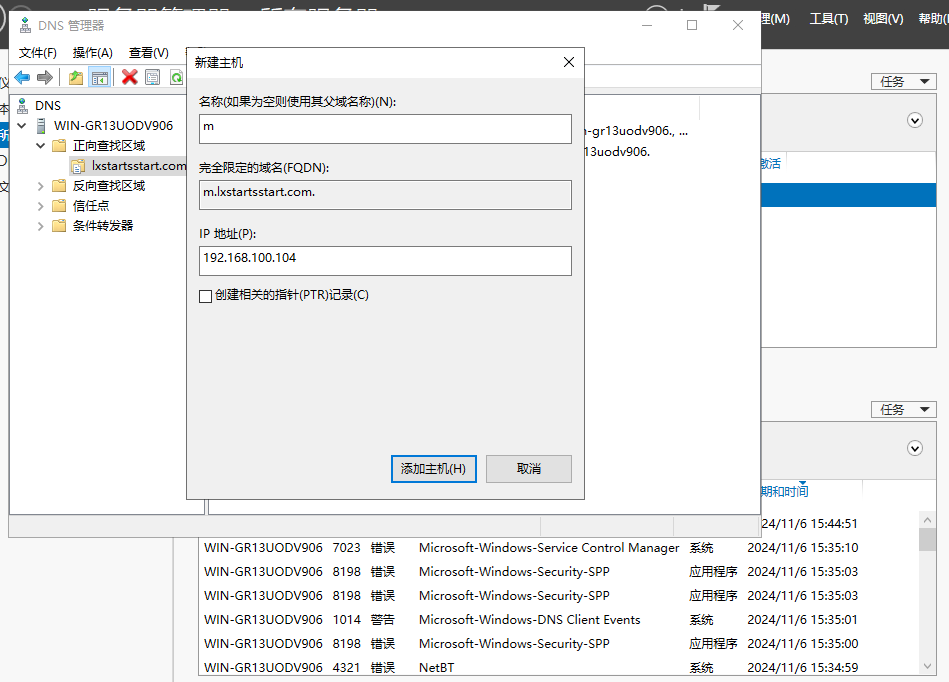 理(M) 工具(T) 视图(V) 帮助(
DNS 管理器
文件(F) 操作(A) 查看(V)
DNS
WIN-GR13UODV906
正向查找区域
lxstartsstart.com
反向查找区域
信任点
条件转发器
新建主机
名称(如果为空则使用其父域名称)(N):
m
完全限定的域名(FQDN):
m.lxstartsstart.com.
IP 地址(P):
192.168.100.104
创建相关的指针(PTR)记录(C)
添加主机(H) 取消
-gr13uodv906., ...
13uodv906.
任务
激活
任务
期和时间
24/11/6 15:44:51
WIN-GR13UODV906 7023 错误 Microsoft-Windows-Service Control Manager 系统 2024/11/6 15:35:10
WIN-GR13UODV906 8198 错误 Microsoft-Windows-Security-SPP 应用程序 2024/11/6 15:35:03
WIN-GR13UODV906 8198 错误 Microsoft-Windows-Security-SPP 应用程序 2024/11/6 15:35:03
WIN-GR13UODV906 1014 警告 Microsoft-Windows-DNS Client Events 系统 2024/11/6 15:35:01
WIN-GR13UODV906 8198 错误 Microsoft-Windows-Security-SPP 应用程序 2024/11/6 15:35:00
WIN-GR13UODV906 4321 错误 NetBT 系统 2024/11/6 15:34:59